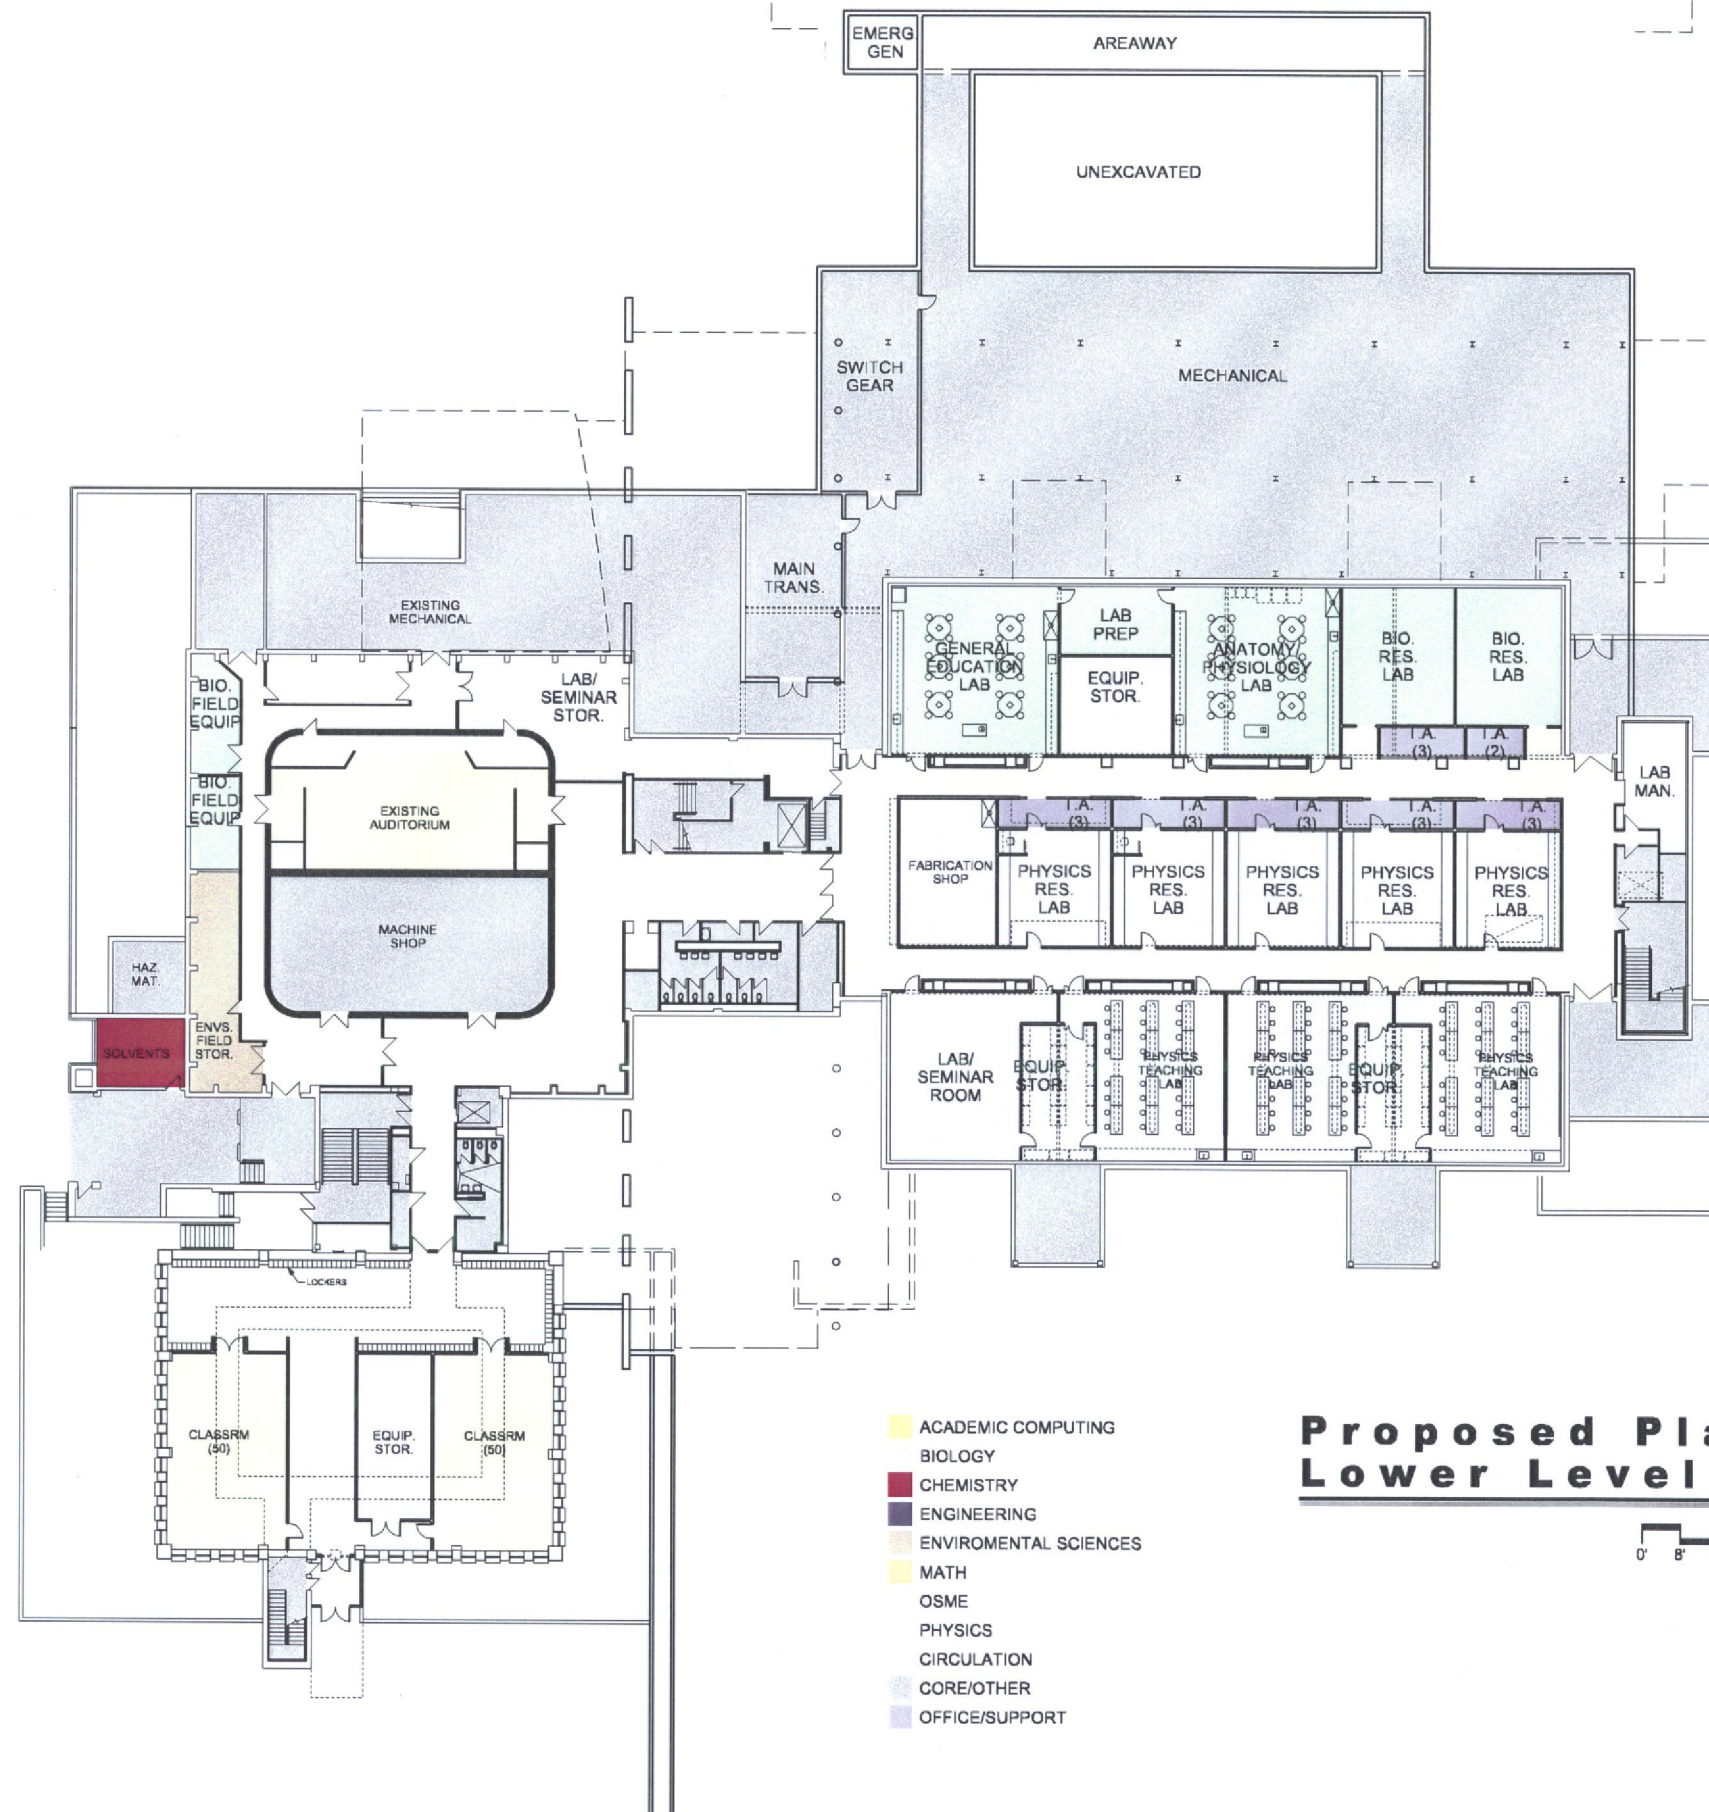 EMERG.
GEN
AREAWAY
UNEXCAVATED
SWITCH
GEAR
MECHANICAL
MAIN
TRANS.
EXISTING
MECHANICAL
LAB/
SEMINAR
STOR.
BIO.
FIELD
EQUIP
BIO.
FIELD
EQUIP
EXISTING
AUDITORIUM
MACHINE
SHOP
HAZ.
MAT.
SOLVENTS
ENVS.
FIELD
STOR.
GENERAL
EDUCATION
LAB
LAB
PREP
EQUIP.
STOR.
ANATOMY/
PHYSIOLOGY
LAB
BIO.
RES.
LAB
BIO.
RES.
LAB
T.A.
(3)
T.A.
(2)
LAB
MAN.
T.A.
(3)
T.A.
(3)
T.A.
(3)
T.A.
(3)
T.A.
(3)
FABRICATION
SHOP
PHYSICS
RES.
LAB
PHYSICS
RES.
LAB
PHYSICS
RES.
LAB
PHYSICS
RES.
LAB
PHYSICS
RES.
LAB
LAB/
SEMINAR
ROOM
EQUIP
STOR
PHYSICS
TEACHING
LAB
PHYSICS
TEACHING
LAB
EQUIP
STOR
PHYSICS
TEACHING
LAB
LOCKERS
CLASSRM
(50)
EQUIP.
STOR.
CLASSRM
(50)
ACADEMIC COMPUTING
BIOLOGY
CHEMISTRY
ENGINEERING
ENVIROMENTAL SCIENCES
MATH
OSME
PHYSICS
CIRCULATION
CORE/OTHER
OFFICE/SUPPORT
Proposed Pla
Lower Level
0' 8'